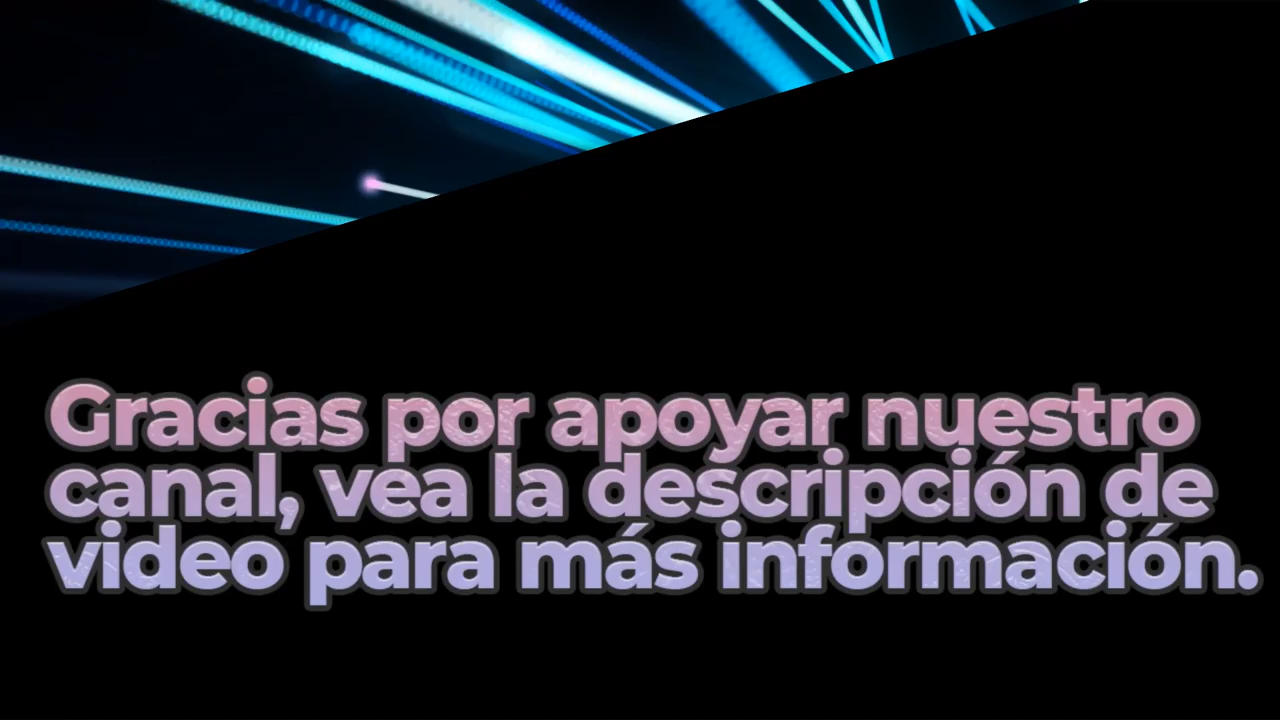 Gracias por apoyar nuestro
canal, vea la descripción de
video para más información.